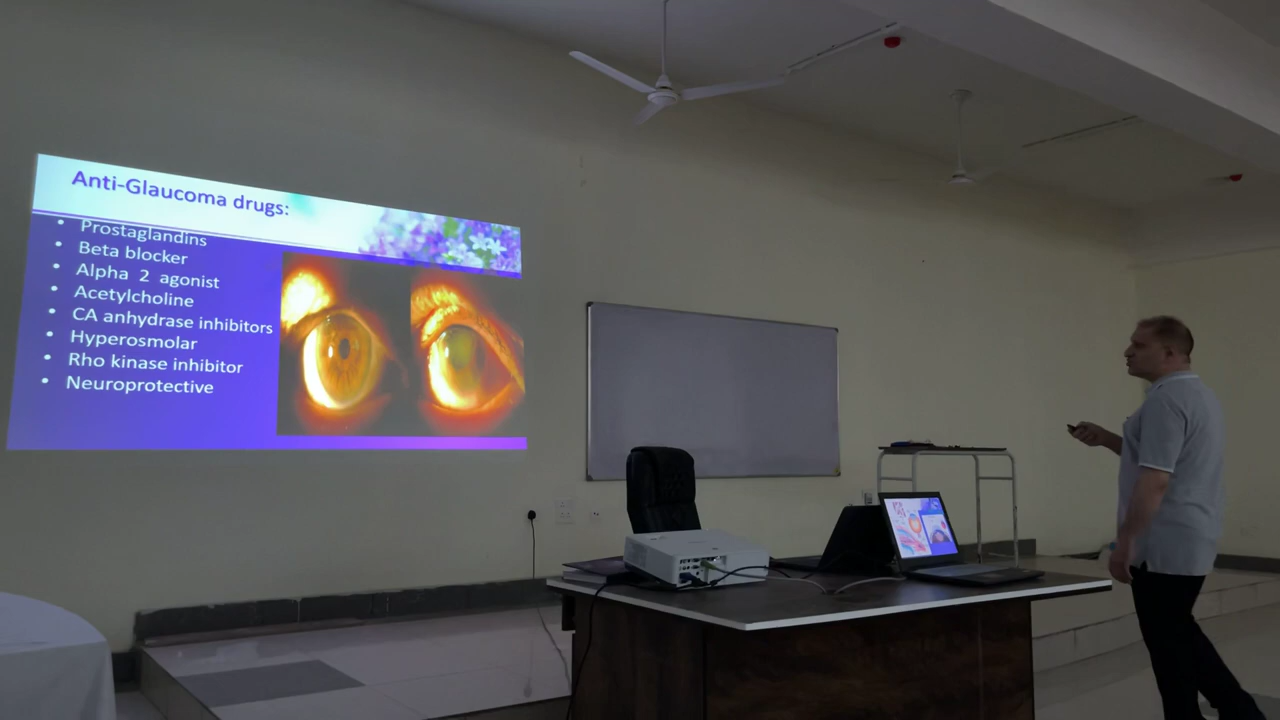 Anti-Glaucoma drugs:
• Prostaglandins
• Beta blocker
• Alpha 2 agonist
• Acetylcholine
• CA anhydrase inhibitors
• Hyperosmolar
• Rho kinase inhibitor
• Neuroprotective